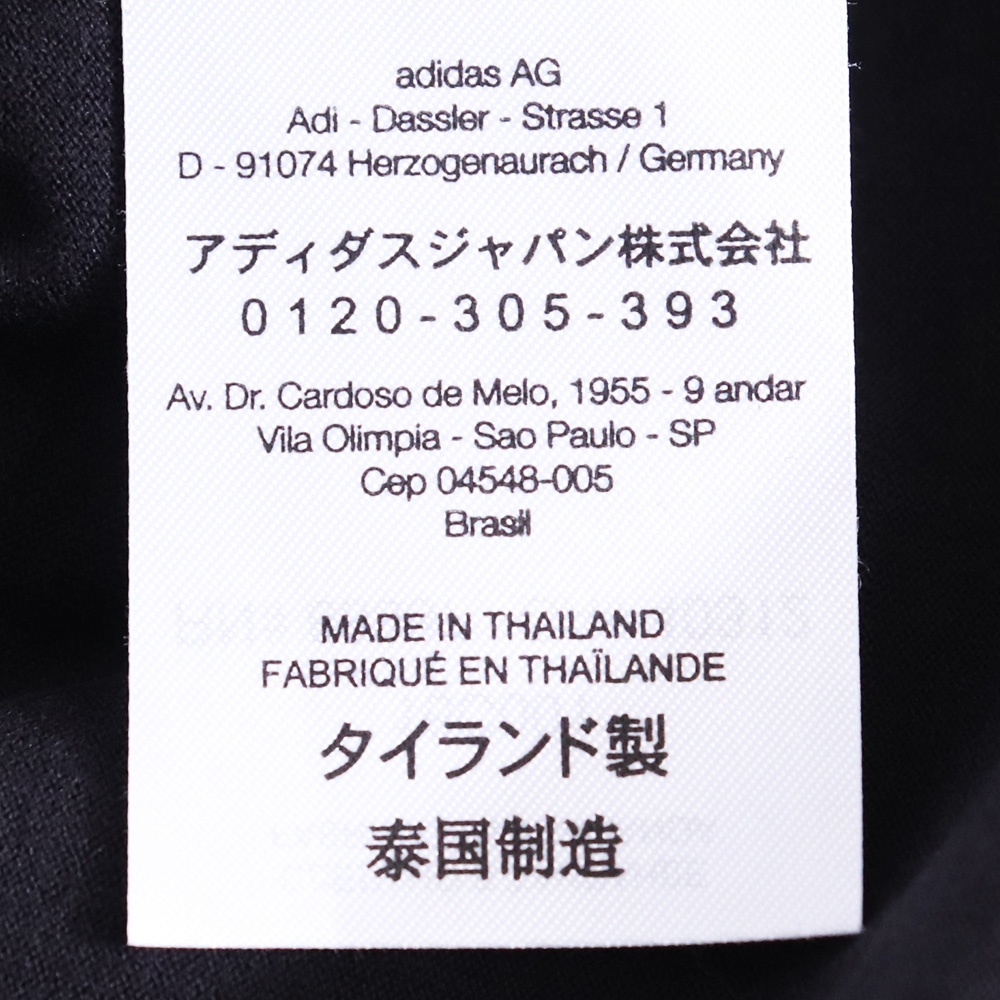 adidas AG
Adi - Dassler - Strasse 1
D - 91074 Herzogenaurach / Germany
アディダスジャパン株式会社
0120-305-393
Av. Dr. Cardoso de Melo, 1955 - 9 andar
Vila Olimpia - Sao Paulo - SP
Cep 04548-005
Brasil
MADE IN THAILAND
FABRIQUÉ EN THAÏLANDE
タイランド製
泰国制造